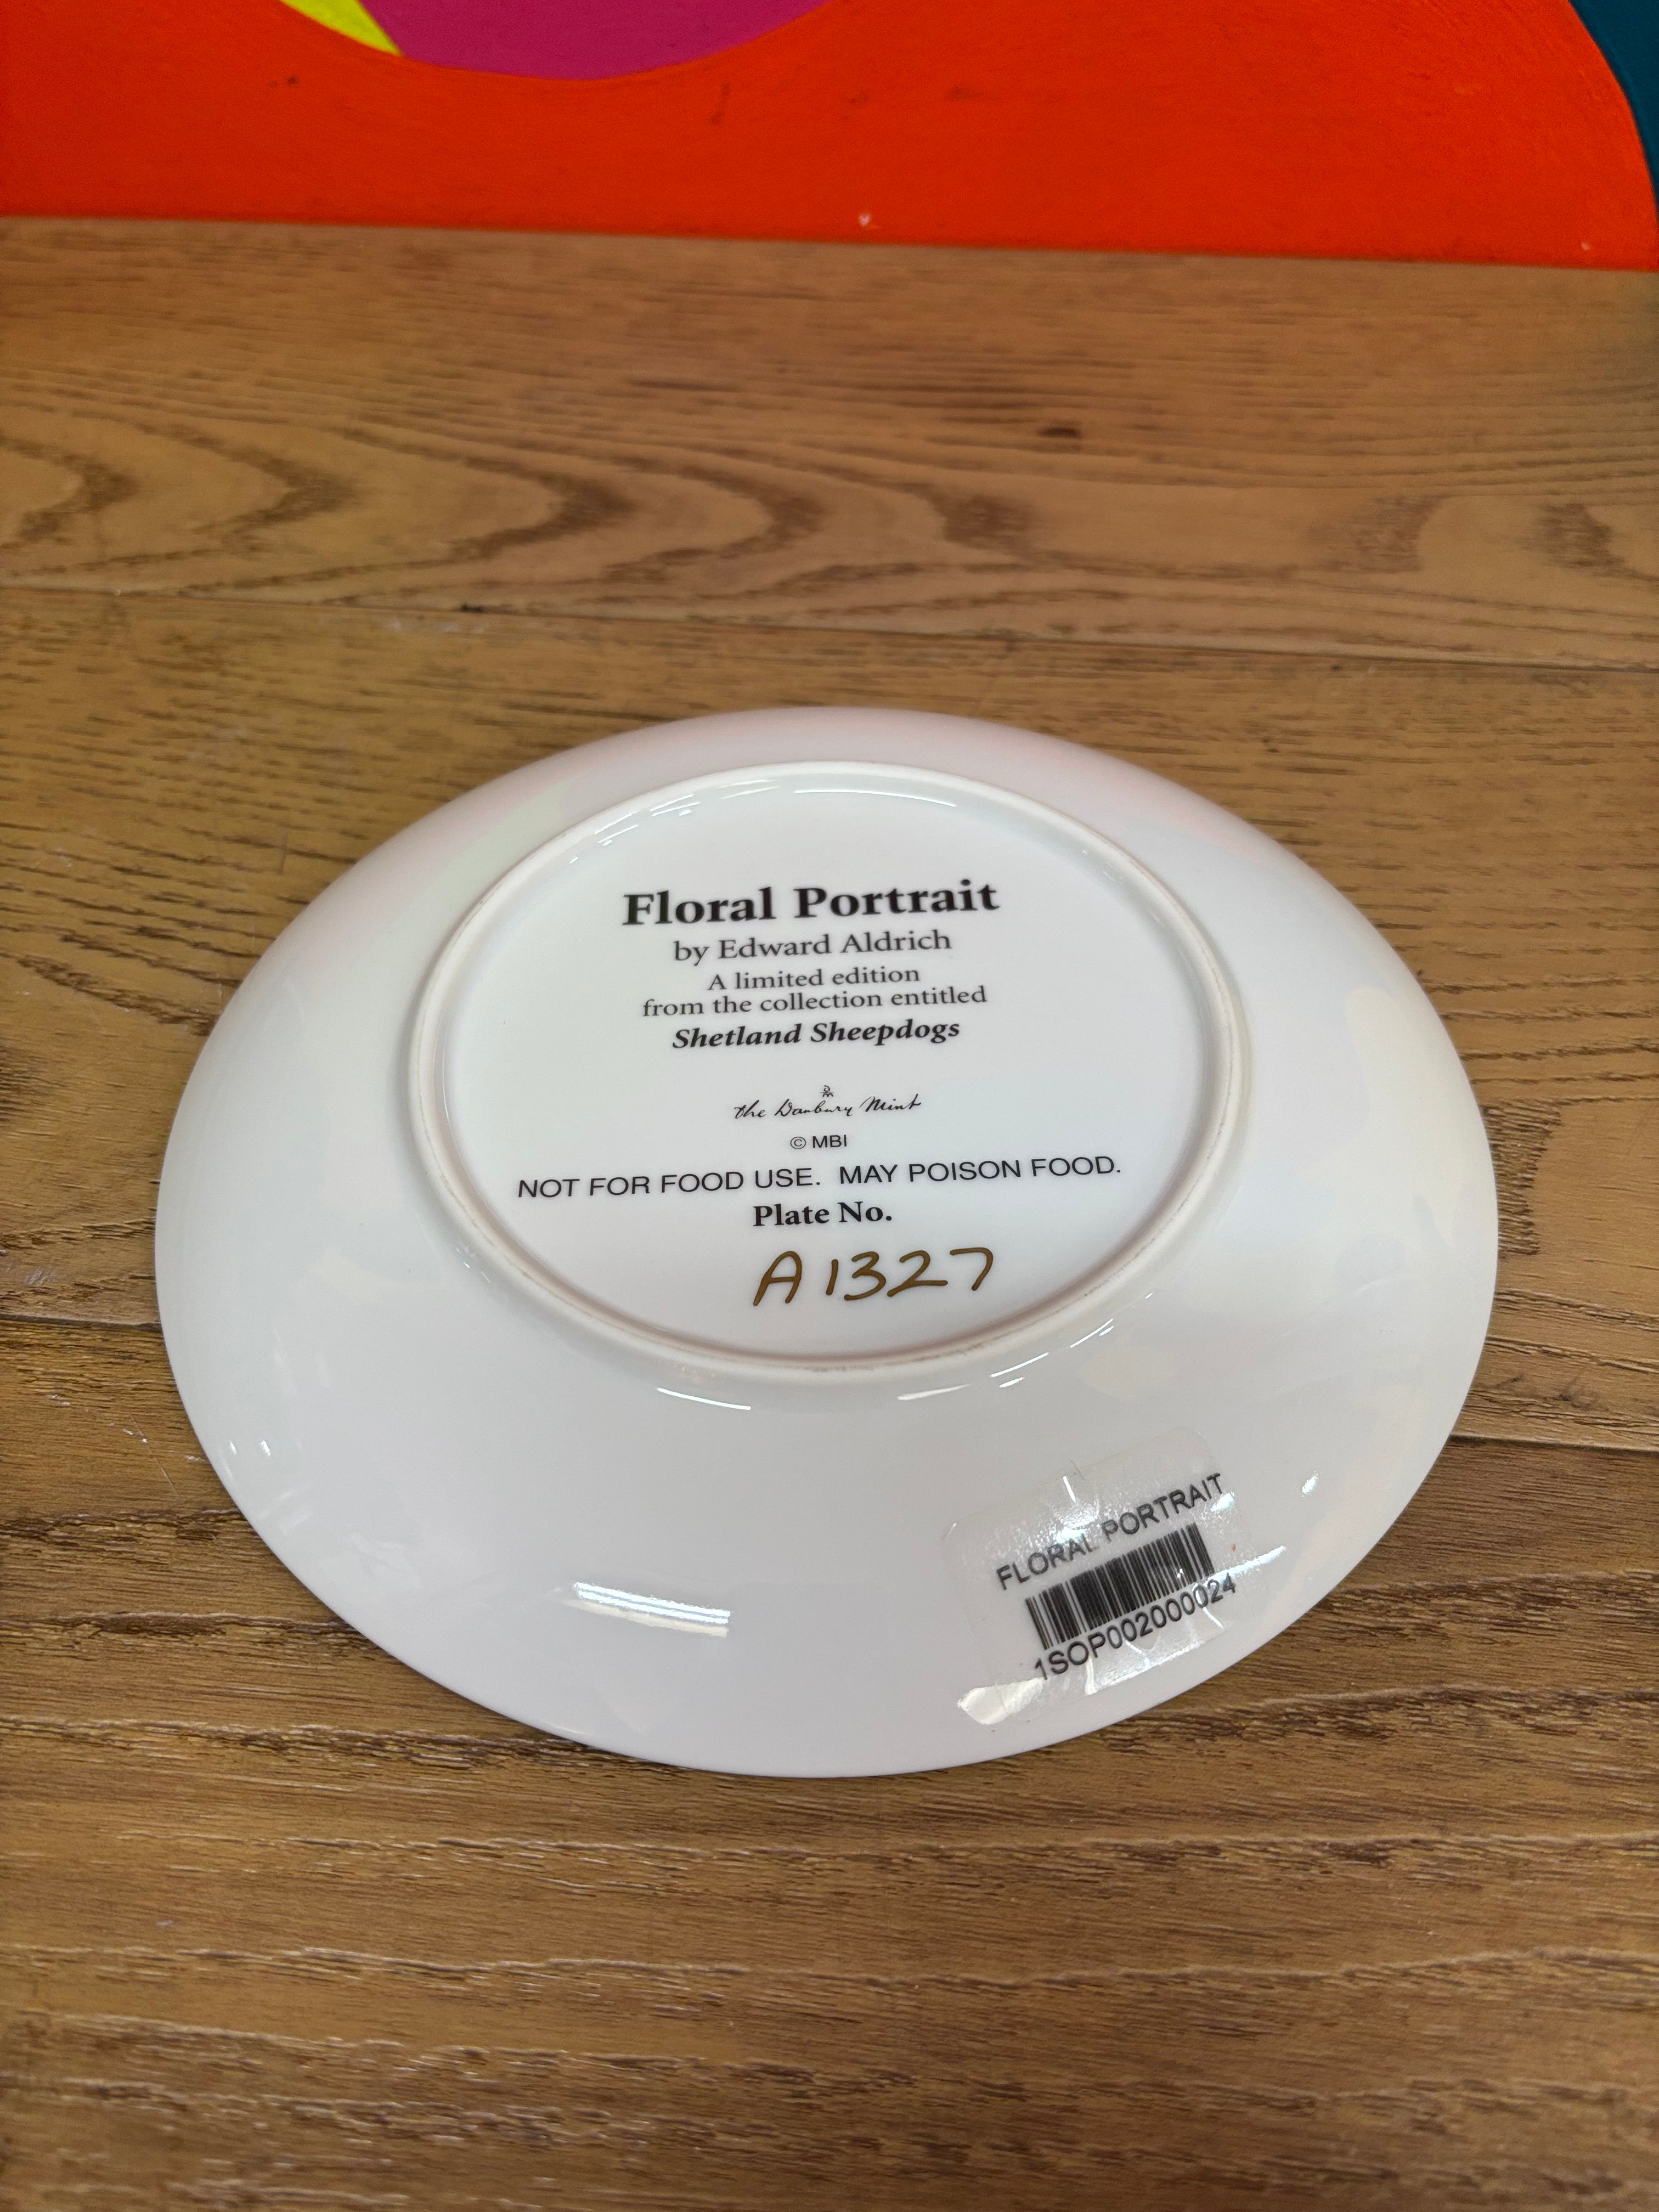 Floral Portrait
by Edward Aldrich
A limited edition
from the collection entitled
Shetland Sheepdogs
the Danbury Mint
© MBI
NOT FOR FOOD USE. MAY POISON FOOD.
Plate No.
A1327
FLORAL PORTRAIT
1SOP002000024